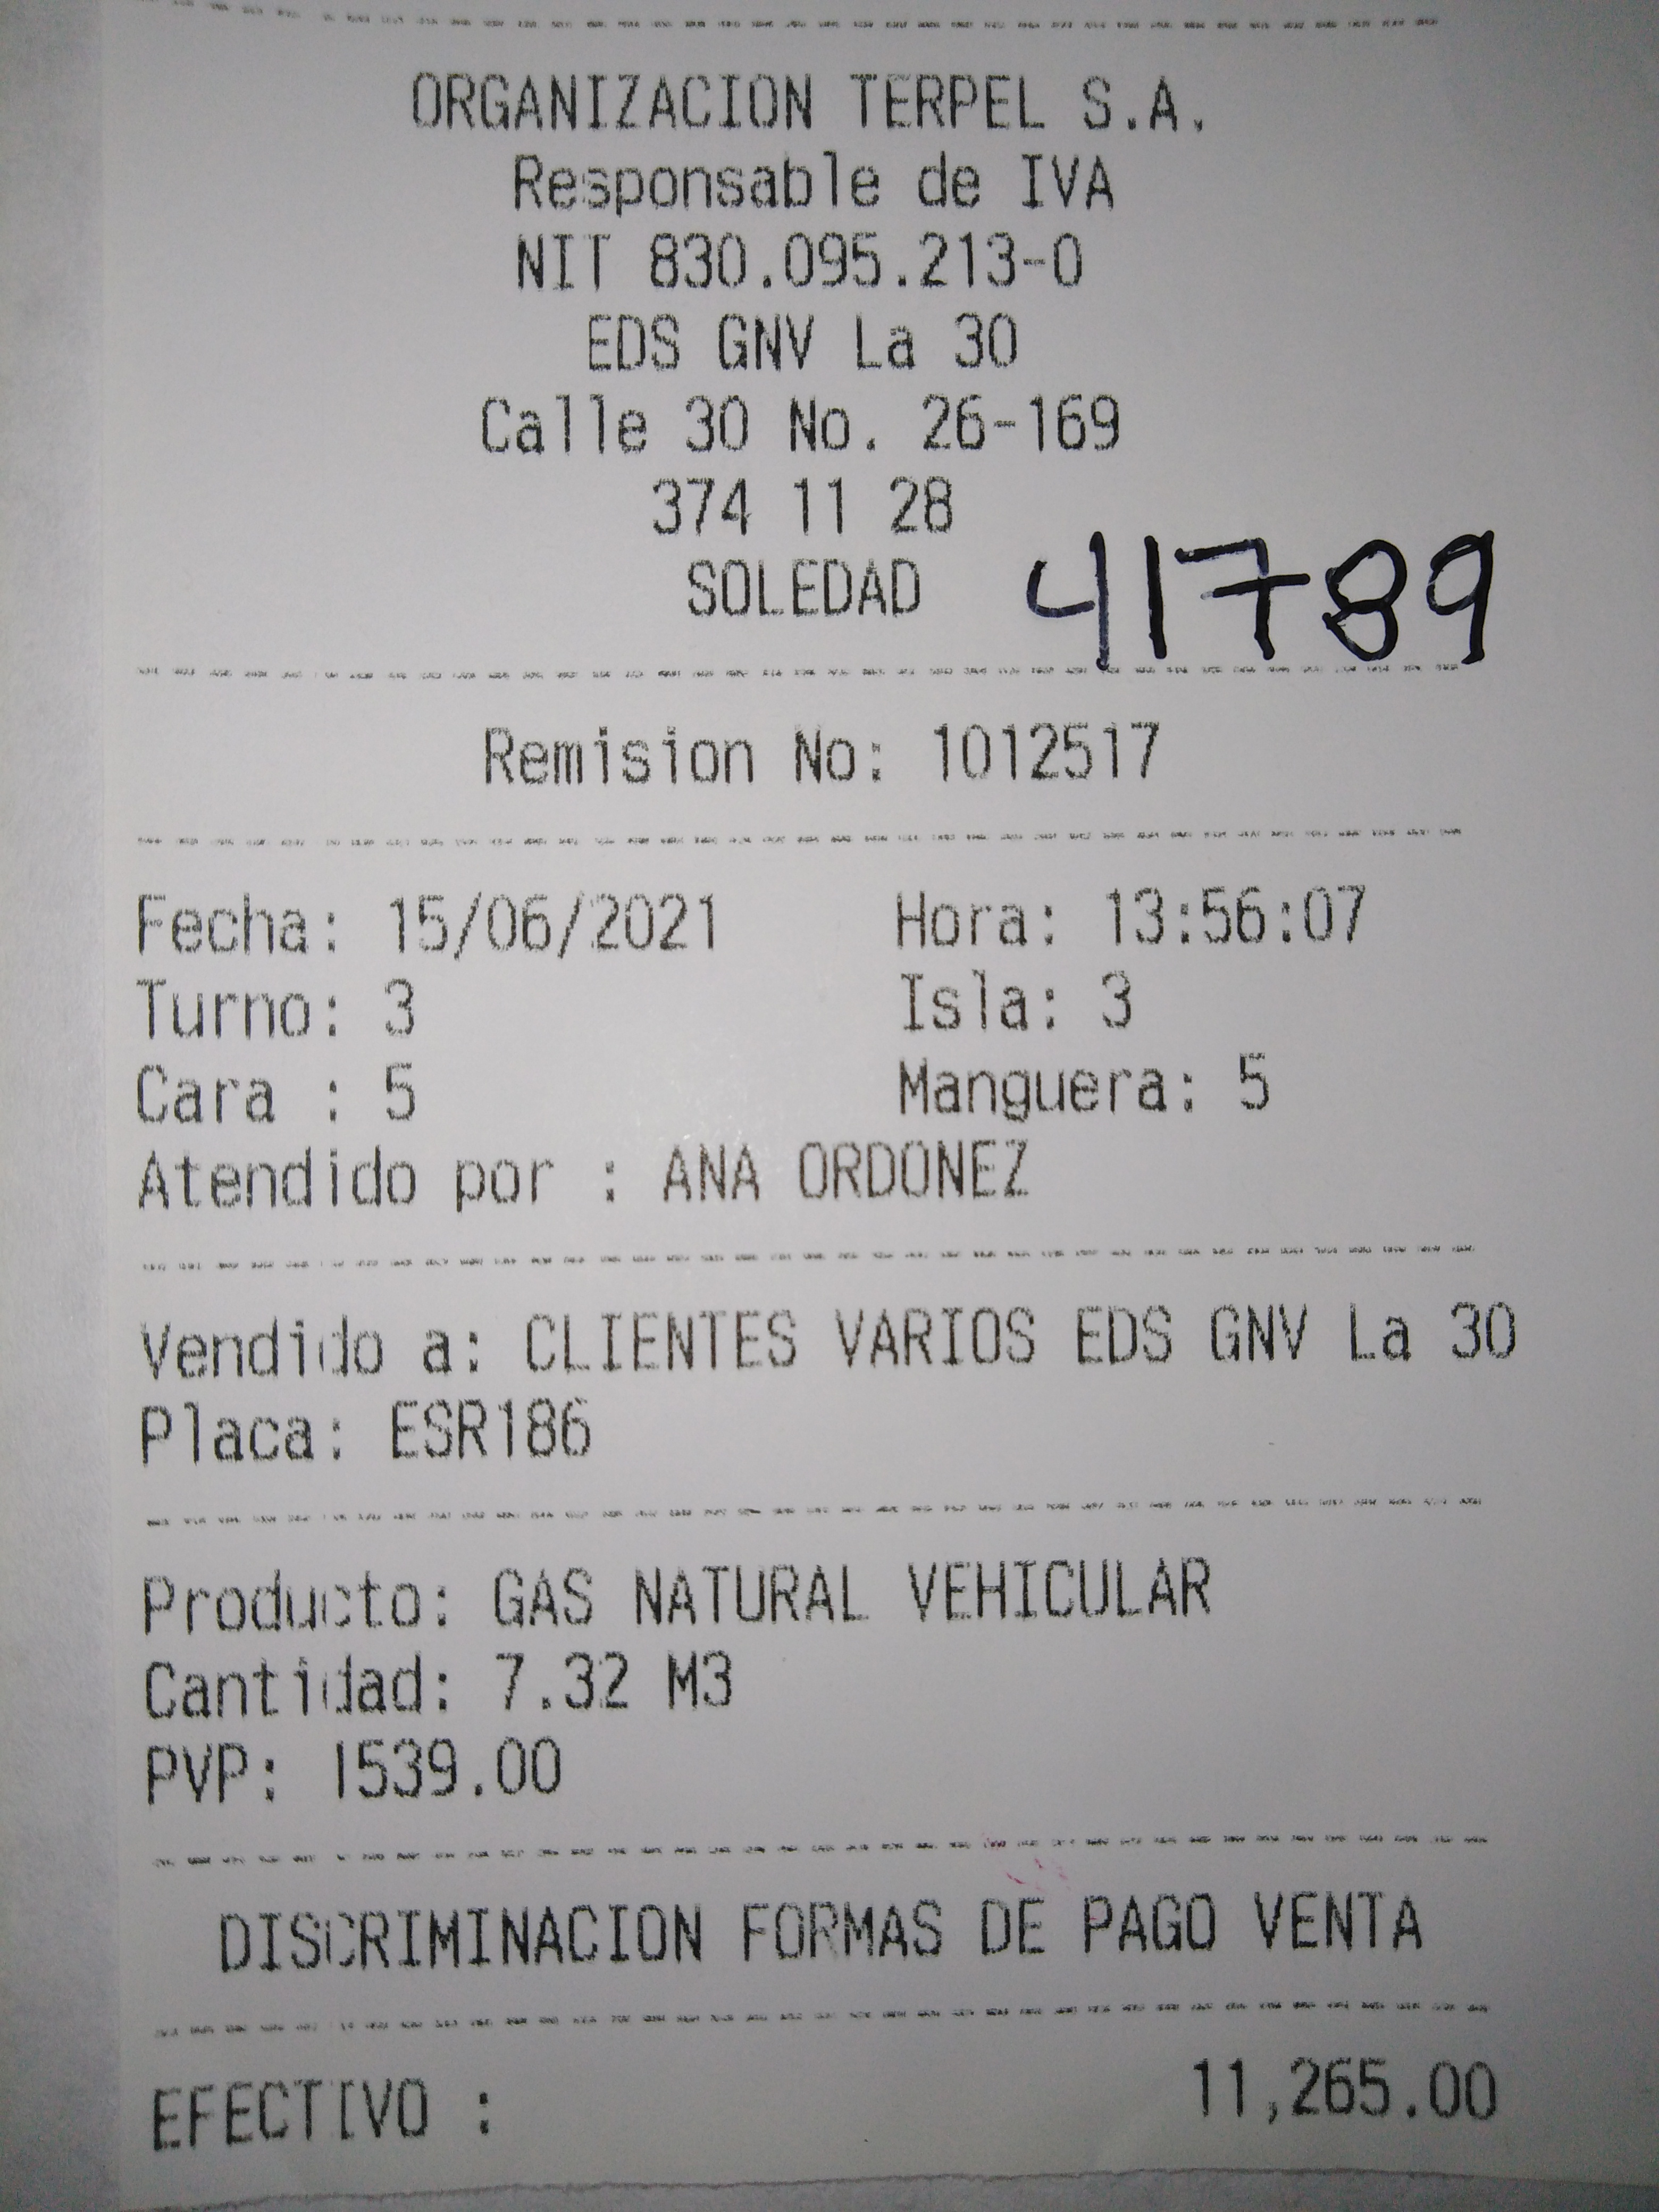 ORGANIZACION TERPEL S.A.
Responsable de IVA
NIT 830.095.213-0
EDS GNV La 30
Calle 30 No. 26-169
374 11 28
SOLEDAD 41789
Remision No: 1012517
Fecha: 15/06/2021 Hora: 13:56:07
Turno: 3 Isla: 3
Cara : 5 Manguera: 5
Atendido por : ANA ORDONEZ
Vendido a: CLIENTES VARIOS EDS GNV La 30
Placa: ESR186
Producto: GAS NATURAL VEHICULAR
Cantidad: 7.32 M3
PVP: 1539.00
DISCRIMINACION FORMAS DE PAGO VENTA
EFECTIVO : 11,265.00